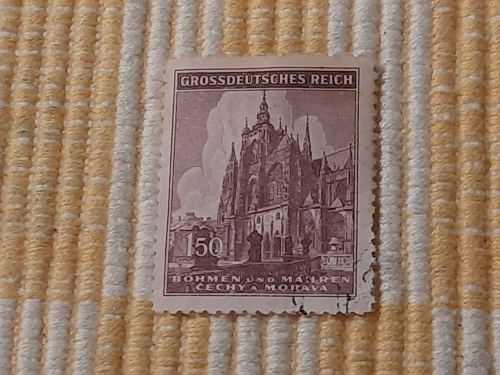 GROSSDEUTSCHES REICH
150
BÖHMEN UND MÄHREN
ČECHY A MORAVA